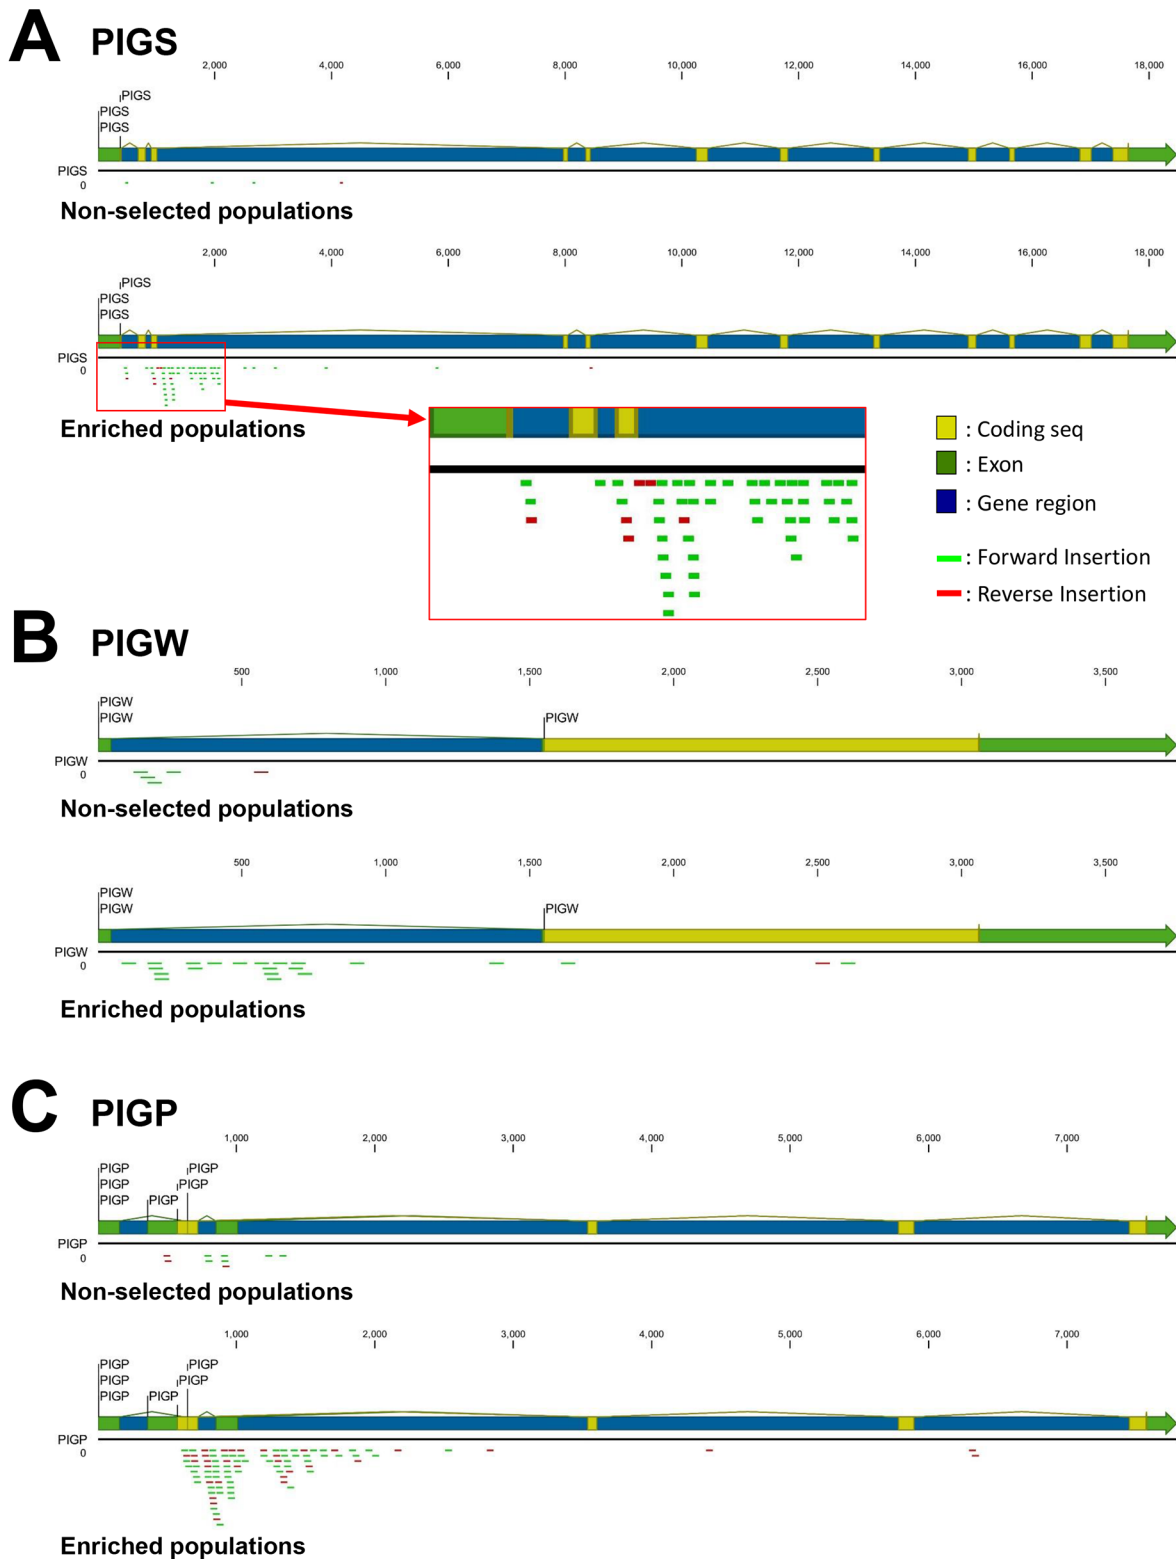 A PIGS
2,000 4,000 6,000 8,000 10,000 12,000 14,000 16,000 18,000
PIGS
PIGS
PIGS
PIGS
0
Non-selected populations
2,000 4,000 6,000 8,000 10,000 12,000 14,000 16,000 18,000
PIGS
PIGS
PIGS
PIGS
0
Enriched populations
: Coding seq
: Exon
: Gene region
: Forward Insertion
: Reverse Insertion
B PIGW
500 1,000 1,500 2,000 2,500 3,000 3,500
PIGW
PIGW PIGW
PIGW
0
Non-selected populations
500 1,000 1,500 2,000 2,500 3,000 3,500
PIGW
PIGW PIGW
PIGW
0
Enriched populations
C PIGP
1,000 2,000 3,000 4,000 5,000 6,000 7,000
PIGP PIGP
PIGP PIGP
PIGP PIGP
PIGP
0
Non-selected populations
1,000 2,000 3,000 4,000 5,000 6,000 7,000
PIGP PIGP
PIGP PIGP
PIGP PIGP
PIGP
0
Enriched populations